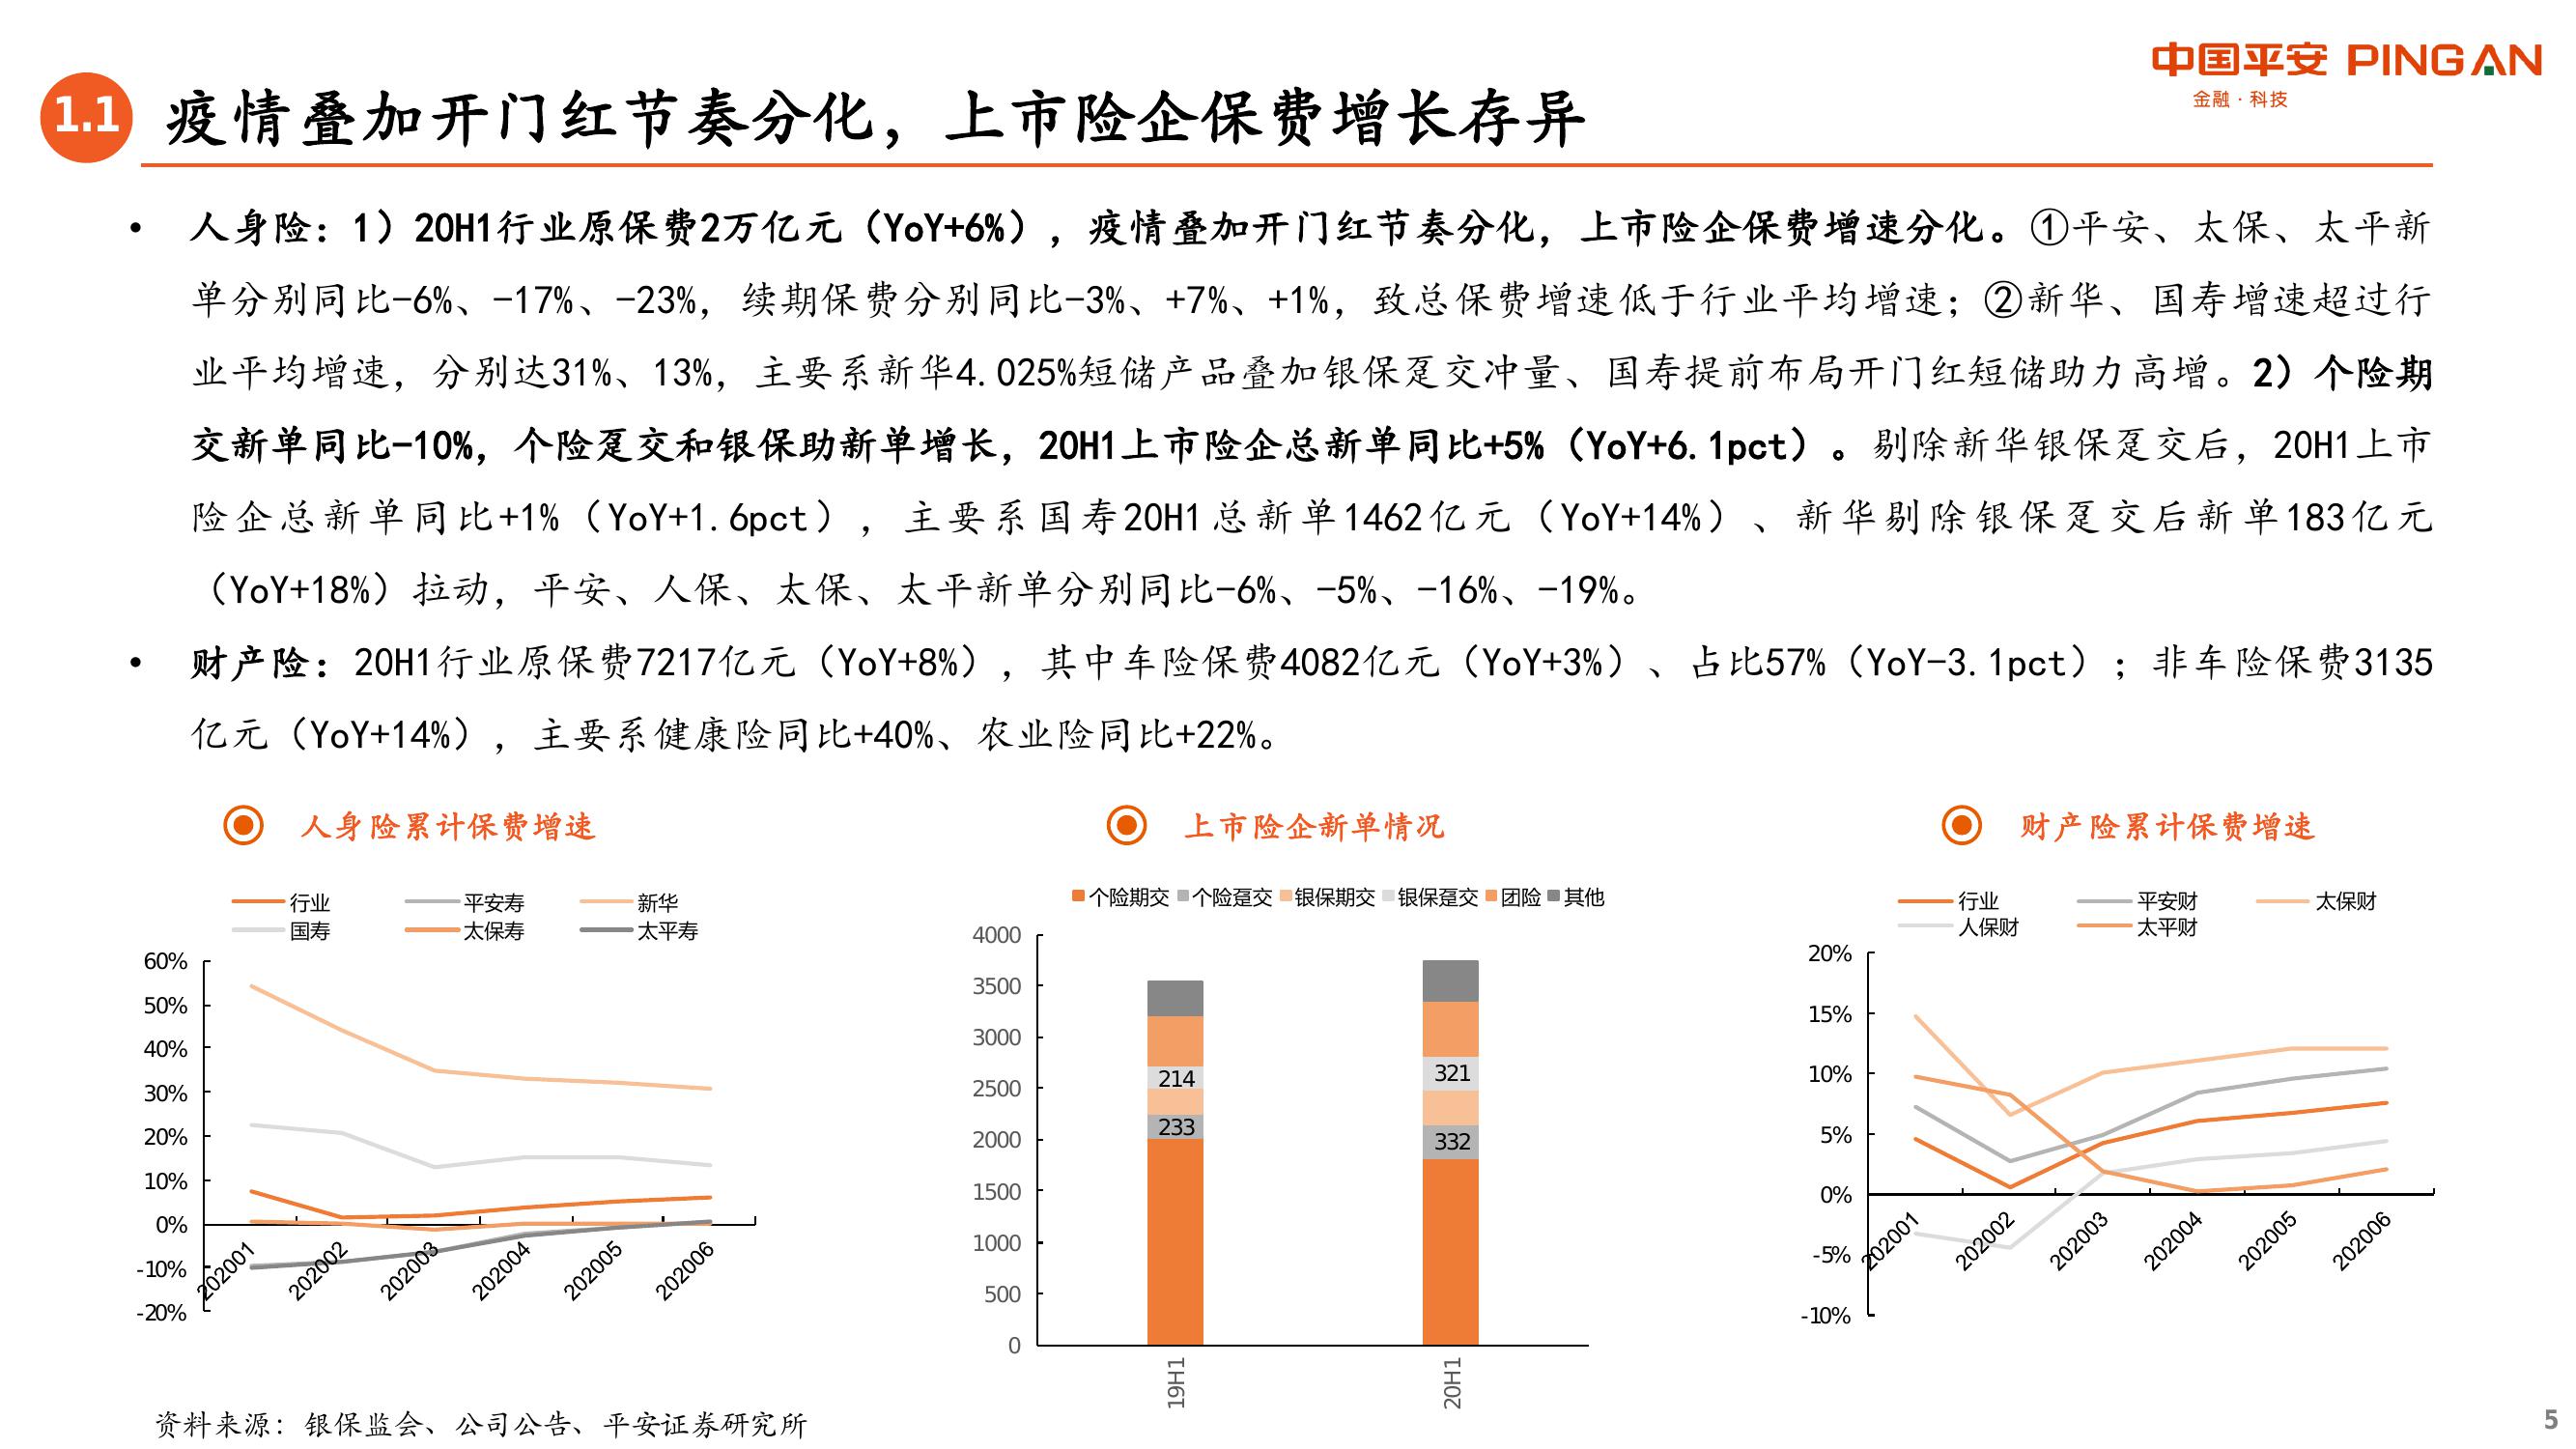 中国平安 PINGAN
金融·科技
1.1 疫情叠加开门红节奏分化，上市险企保费增长存异
• 人身险：1）20H1行业原保费2万亿元（YoY+6%），疫情叠加开门红节奏分化，上市险企保费增速分化。①平安、太保、太平新
单分别同比-6%、-17%、-23%，续期保费分别同比-3%、+7%、+1%，致总保费增速低于行业平均增速；②新华、国寿增速超过行
业平均增速，分别达31%、13%，主要系新华4.025%短储产品叠加银保趸交冲量、国寿提前布局开门红短储助力高增。2）个险期
交新单同比-10%，个险趸交和银保助新单增长，20H1上市险企总新单同比+5%（YoY+6.1pct）。剔除新华银保趸交后，20H1上市
险企总新单同比+1%（YoY+1.6pct），主要系国寿20H1总新单1462亿元（YoY+14%）、新华剔除银保趸交后新单183亿元
（YoY+18%）拉动，平安、人保、太保、太平新单分别同比-6%、-5%、-16%、-19%。
• 财产险：20H1行业原保费7217亿元（YoY+8%），其中车险保费4082亿元（YoY+3%）、占比57%（YoY-3.1pct）；非车险保费3135
亿元（YoY+14%），主要系健康险同比+40%、农业险同比+22%。
人身险累计保费增速
行业 平安寿 新华
国寿 太保寿 太平寿
60%
50%
40%
30%
20%
10%
0%
-10%
-20%
202001 202002 202003 202004 202005 202006
上市险企新单情况
个险期交 个险趸交 银保期交 银保趸交 团险 其他
4000
3500
3000
2500
2000
1500
1000
500
0
214
233
321
332
19H1 20H1
财产险累计保费增速
行业 平安财 太保财
人保财 太平财
20%
15%
10%
5%
0%
-5%
-10%
202001 202002 202003 202004 202005 202006
资料来源：银保监会、公司公告、平安证券研究所
5